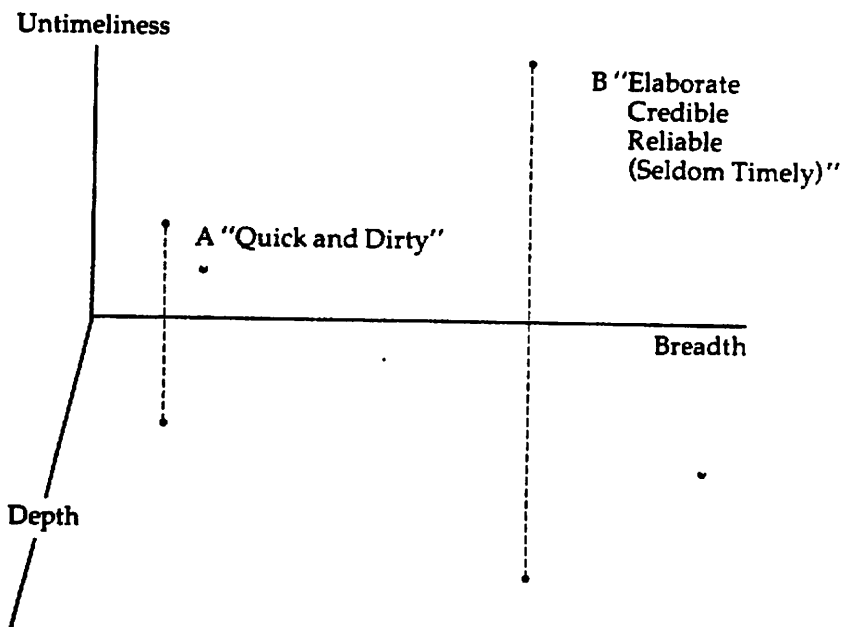 Untimeliness
B "Elaborate
Credible
Reliable
(Seldom Timely)"
A "Quick and Dirty"
Breadth
Depth